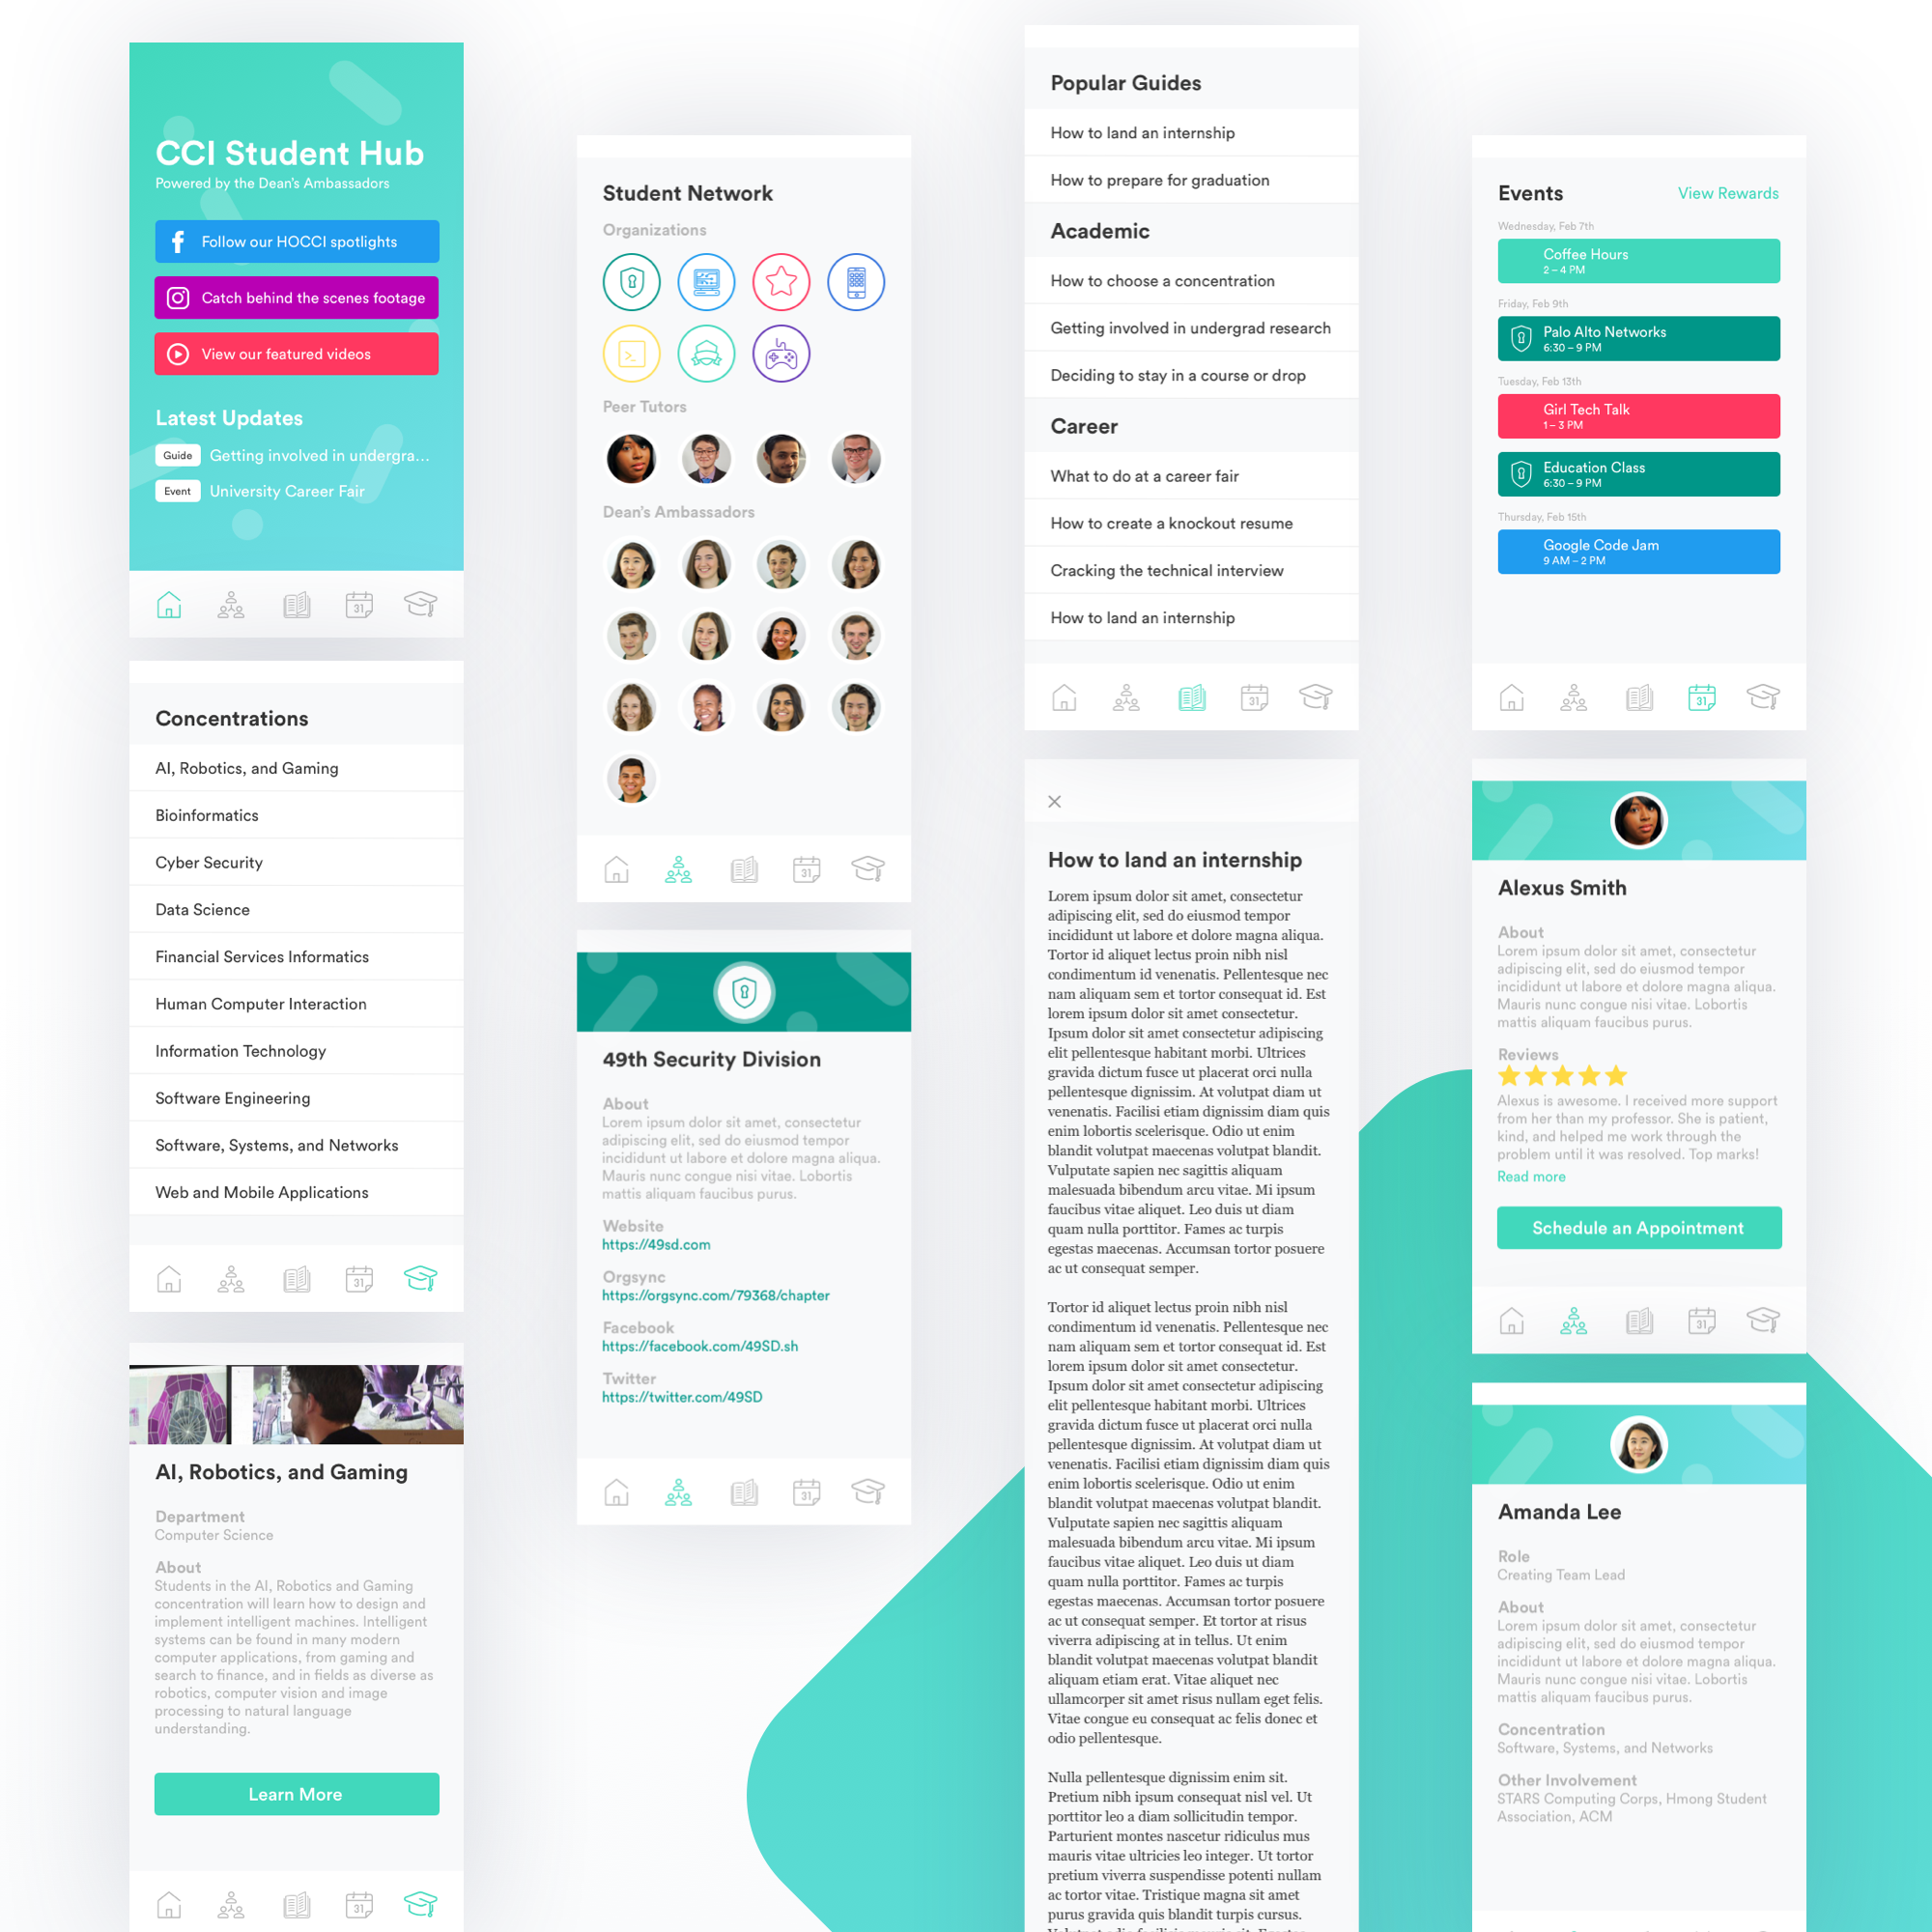 CCI Student Hub
Powered by the Dean's Ambassadors
Follow our HOCCI spotlights
Catch behind the scenes footage
View our featured videos
Latest Updates
Guide Getting involved in undergra...
Event University Career Fair
31
Concentrations
AI, Robotics, and Gaming
Bioinformatics
Cyber Security
Data Science
Financial Services Informatics
Human Computer Interaction
Information Technology
Software Engineering
Software, Systems, and Networks
Web and Mobile Applications
31
AI, Robotics, and Gaming
Department
Computer Science
About
Students in the AI, Robotics and Gaming
concentration will learn how to design and
implement intelligent machines. Intelligent
systems can be found in many modern
computer applications, from gaming and
search to finance, and in fields as diverse as
robotics, computer vision and image
processing to natural language
understanding.
Learn More
31
Student Network
Organizations
Peer Tutors
Dean's Ambassadors
31
49th Security Division
About
Lorem ipsum dolor sit amet, consectetur
adipiscing elit, sed do eiusmod tempor
incididunt ut labore et dolore magna aliqua.
Mauris nunc congue nisi vitae. Lobortis
mattis aliquam faucibus purus.
Website
https://49sd.com
Orgsync
https://orgsync.com/79368/chapter
Facebook
https://facebook.com/49SD.sh
Twitter
https://twitter.com/49SD
31
Popular Guides
How to land an internship
How to prepare for graduation
Academic
How to choose a concentration
Getting involved in undergrad research
Deciding to stay in a course or drop
Career
What to do at a career fair
How to create a knockout resume
Cracking the technical interview
How to land an internship
31
How to land an internship
Lorem ipsum dolor sit amet, consectetur
adipiscing elit, sed do eiusmod tempor
incididunt ut labore et dolore magna aliqua.
Tortor id aliquet lectus proin nibh nisl
condimentum id venenatis. Pellentesque nec
nam aliquam sem et tortor consequat id. Est
lorem ipsum dolor sit amet consectetur.
Ipsum dolor sit amet consectetur adipiscing
elit pellentesque habitant morbi. Ultrices
gravida dictum fusce ut placerat orci nulla
pellentesque dignissim. At volutpat diam ut
venenatis. Facilisi etiam dignissim diam quis
enim lobortis scelerisque. Odio ut enim
blandit volutpat maecenas volutpat blandit.
Vulputate sapien nec sagittis aliquam
malesuada bibendum arcu vitae. Mi ipsum
faucibus vitae aliquet. Leo duis ut diam
quam nulla porttitor. Fames ac turpis
egestas maecenas. Accumsan tortor posuere
ac ut consequat semper.
Tortor id aliquet lectus proin nibh nisl
condimentum id venenatis. Pellentesque nec
nam aliquam sem et tortor consequat id. Est
lorem ipsum dolor sit amet consectetur.
Ipsum dolor sit amet consectetur adipiscing
elit pellentesque habitant morbi. Ultrices
gravida dictum fusce ut placerat orci nulla
pellentesque dignissim. At volutpat diam ut
venenatis. Facilisi etiam dignissim diam quis
enim lobortis scelerisque. Odio ut enim
blandit volutpat maecenas volutpat blandit.
Vulputate sapien nec sagittis aliquam
malesuada bibendum arcu vitae. Mi ipsum
faucibus vitae aliquet. Leo duis ut diam
quam nulla porttitor. Fames ac turpis
egestas maecenas. Accumsan tortor posuere
ac ut consequat semper. Et tortor at risus
viverra adipiscing at in tellus. Ut enim
blandit volutpat maecenas volutpat blandit
aliquam etiam erat. Vitae aliquet nec
ullamcorper sit amet risus nullam eget felis.
Vitae congue eu consequat ac felis donec et
odio pellentesque.
Nulla pellentesque dignissim enim sit.
Pretium nibh ipsum consequat nisl vel. Ut
porttitor leo a diam sollicitudin tempor.
Parturient montes nascetur ridiculus mus
mauris vitae ultricies leo integer. Ut tortor
pretium viverra suspendisse potenti nullam
ac tortor vitae. Tristique magna sit amet
purus gravida quis blandit turpis cursus.
Events
View Rewards
Wednesday, Feb 7th
Coffee Hours
2 – 4 PM
Friday, Feb 9th
Palo Alto Networks
6:30 – 9 PM
Tuesday, Feb 13th
Girl Tech Talk
1 – 3 PM
Education Class
6:30 – 9 PM
Thursday, Feb 15th
Google Code Jam
9 AM – 2 PM
31
Alexus Smith
About
Lorem ipsum dolor sit amet, consectetur
adipiscing elit, sed do eiusmod tempor
incididunt ut labore et dolore magna aliqua.
Mauris nunc congue nisi vitae. Lobortis
mattis aliquam faucibus purus.
Reviews
Alexus is awesome. I received more support
from her than my professor. She is patient,
kind, and helped me work through the
problem until it was resolved. Top marks!
Read more
Schedule an Appointment
31
Amanda Lee
Role
Creating Team Lead
About
Lorem ipsum dolor sit amet, consectetur
adipiscing elit, sed do eiusmod tempor
incididunt ut labore et dolore magna aliqua.
Mauris nunc congue nisi vitae. Lobortis
mattis aliquam faucibus purus.
Concentration
Software, Systems, and Networks
Other Involvement
STARS Computing Corps, Hmong Student
Association, ACM